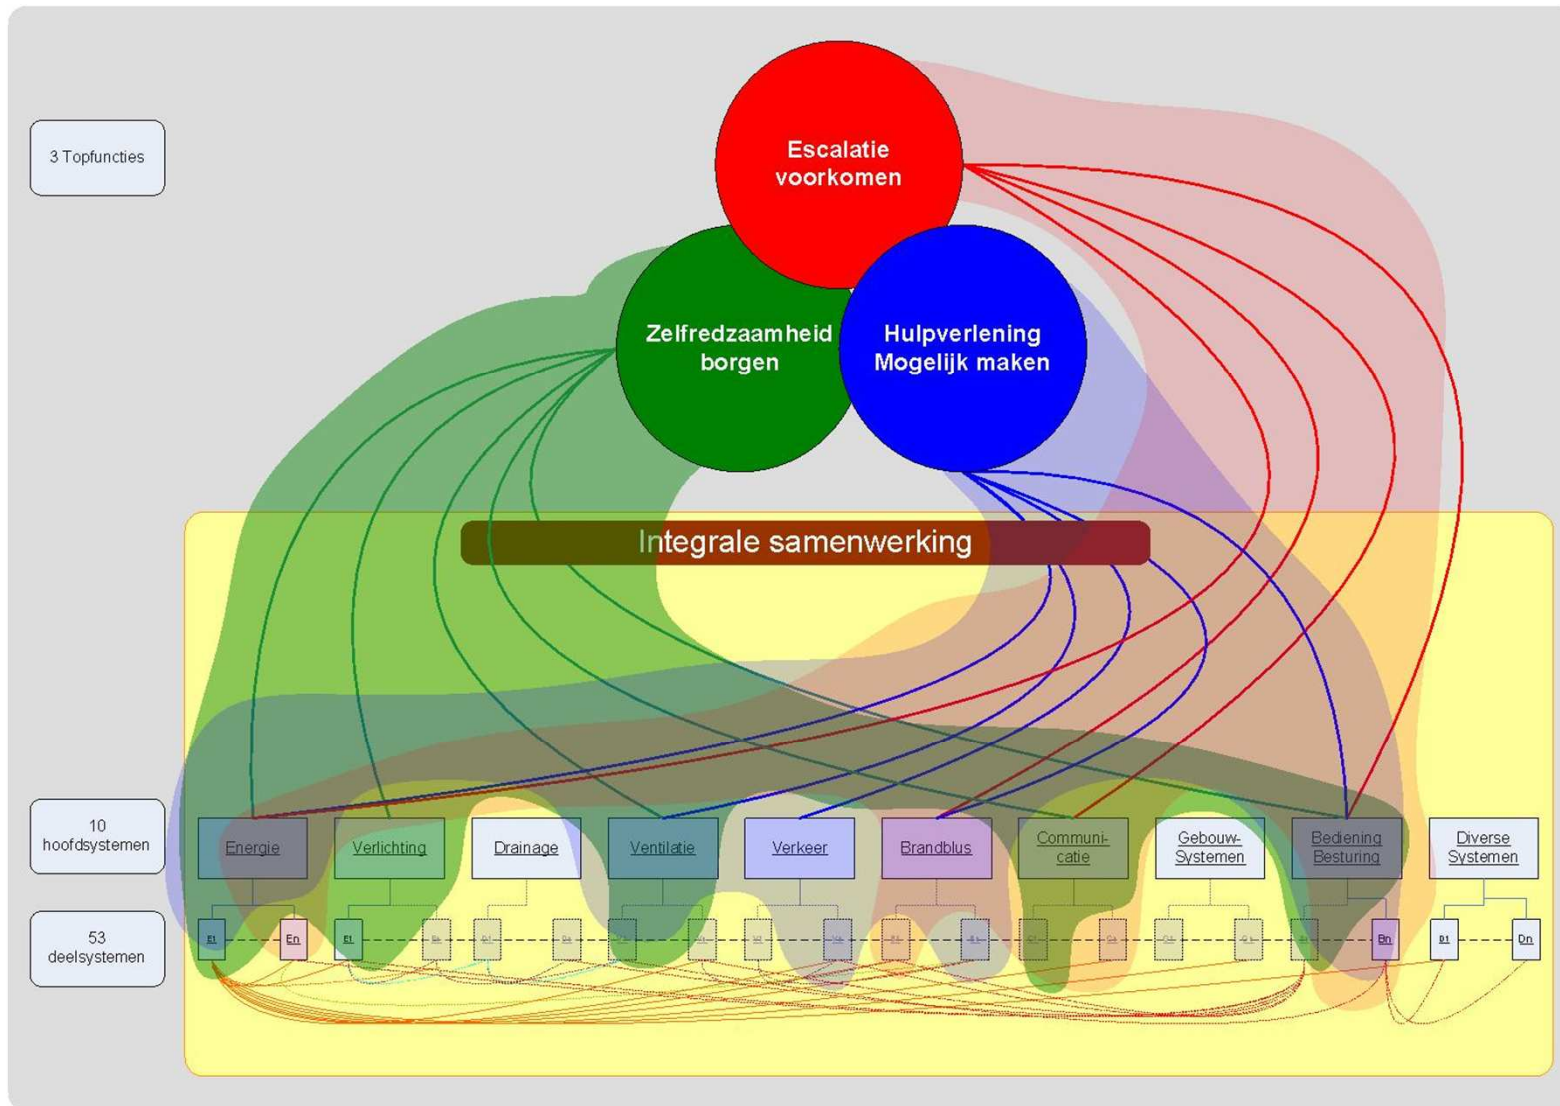 Escalatie
voorkomen
3 Topfuncties
Zelfredzaamheid
borgen
Hulpverlening
Mogelijk maken
Integrale samenwerking
10
hoofdsystemen
Energie
Verlichting
Drainage
Ventilatie
Verkeer
Brandblus
Communi-
catie
Gebouw-
Systemen
Bediening
Besturing
Diverse
Systemen
53
deelsystemen
E1
En
E1
Bn
D1
Dn